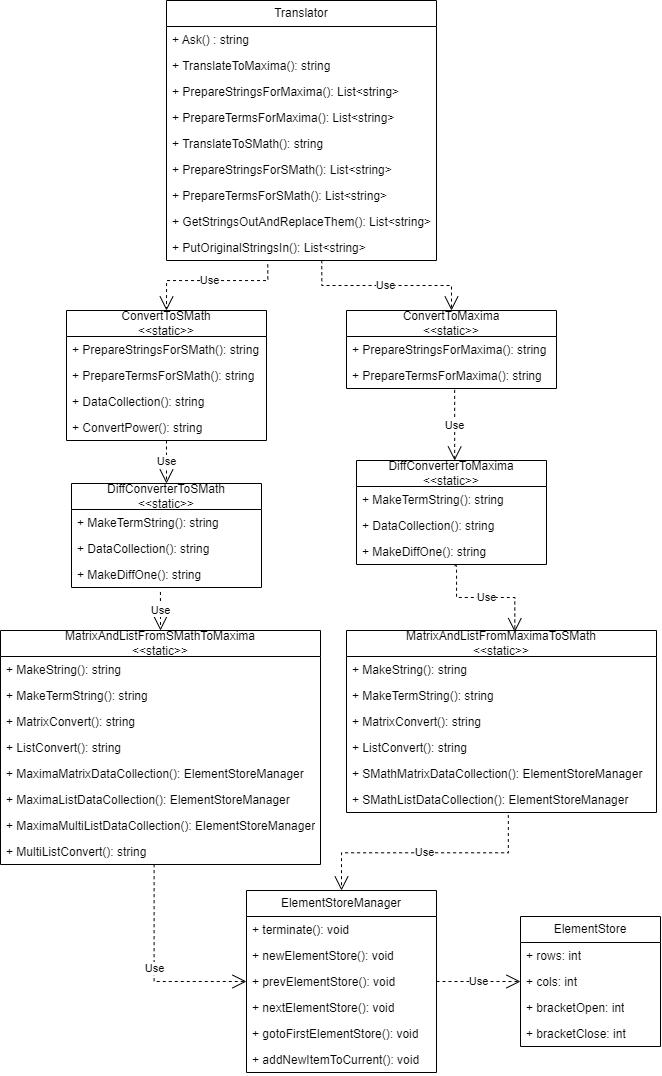 Translator
+ Ask() : string
+ TranslateToMaxima(): string
+ PrepareStringsForMaxima(): List<string>
+ PrepareTermsForMaxima(): List<string>
+ TranslateToSMath(): string
+ PrepareStringsForSMath(): List<string>
+ PrepareTermsForSMath(): List<string>
+ GetStringsOutAndReplaceThem(): List<string>
+ PutOriginalStringsIn(): List<string>
Use
Use
ConvertToSMath
<<static>>
+ PrepareStringsForSMath(): string
+ PrepareTermsForSMath(): string
+ DataCollection(): string
+ ConvertPower(): string
ConvertToMaxima
<<static>>
+ PrepareStringsForMaxima(): string
+ PrepareTermsForMaxima(): string
Use
Use
DiffConverterToSMath
<<static>>
+ MakeTermString(): string
+ DataCollection(): string
+ MakeDiffOne(): string
DiffConverterToMaxima
<<static>>
+ MakeTermString(): string
+ DataCollection(): string
+ MakeDiffOne(): string
Use
Use
MatrixAndListFromSMathToMaxima
<<static>>
+ MakeString(): string
+ MakeTermString(): string
+ MatrixConvert(): string
+ ListConvert(): string
+ MaximaMatrixDataCollection(): ElementStoreManager
+ MaximaListDataCollection(): ElementStoreManager
+ MaximaMultiListDataCollection(): ElementStoreManager
+ MultiListConvert(): string
MatrixAndListFromMaximaToSMath
<<static>>
+ MakeString(): string
+ MakeTermString(): string
+ MatrixConvert(): string
+ ListConvert(): string
+ SMathMatrixDataCollection(): ElementStoreManager
+ SMathListDataCollection(): ElementStoreManager
Use
Use
ElementStoreManager
+ terminate(): void
+ newElementStore(): void
+ prevElementStore(): void
+ nextElementStore(): void
+ gotoFirstElementStore(): void
+ addNewItemToCurrent(): void
Use
ElementStore
+ rows: int
+ cols: int
+ bracketOpen: int
+ bracketClose: int